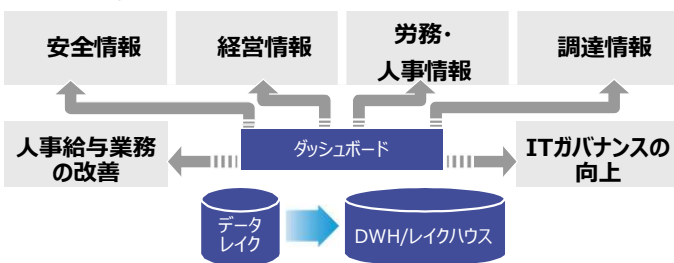 安全情報
経営情報
労務・
人事情報
調達情報
人事給与業務
の改善
ダッシュボード
ITガバナンスの
向上
データ
レイク
DWH/レイクハウス